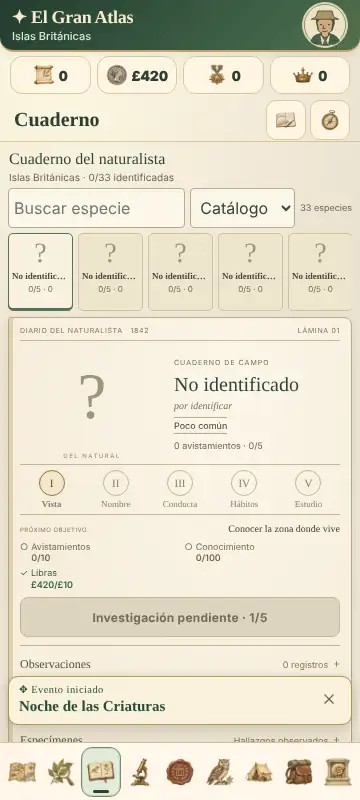 ✦ El Gran Atlas
Islas Británicas
0
£420
0
0
Cuaderno
Cuaderno del naturalista
Islas Británicas · 0/33 identificadas
Buscar especie
Catálogo
33 especies
?
No identific...
0/5 · 0
?
No identific...
0/5 · 0
?
No identific...
0/5 · 0
?
No identific...
0/5 · 0
?
No identific...
0/5 · 0
DIARIO DEL NATURALISTA 1842
LÁMINA 01
?
DEL NATURAL
CUADERNO DE CAMPO
No identificado
por identificar
Poco común
0 avistamientos · 0/5
I
Vista
II
Nombre
III
Conducta
IV
Hábitos
V
Estudio
PRÓXIMO OBJETIVO
Conocer la zona donde vive
○ Avistamientos
0/10
○ Conocimiento
0/100
✓ Libras
£420/£10
Investigación pendiente · 1/5
Observaciones
0 registros +
✥ Evento iniciado
Noche de las Criaturas
×
Especímenes
Hallazgos observados +